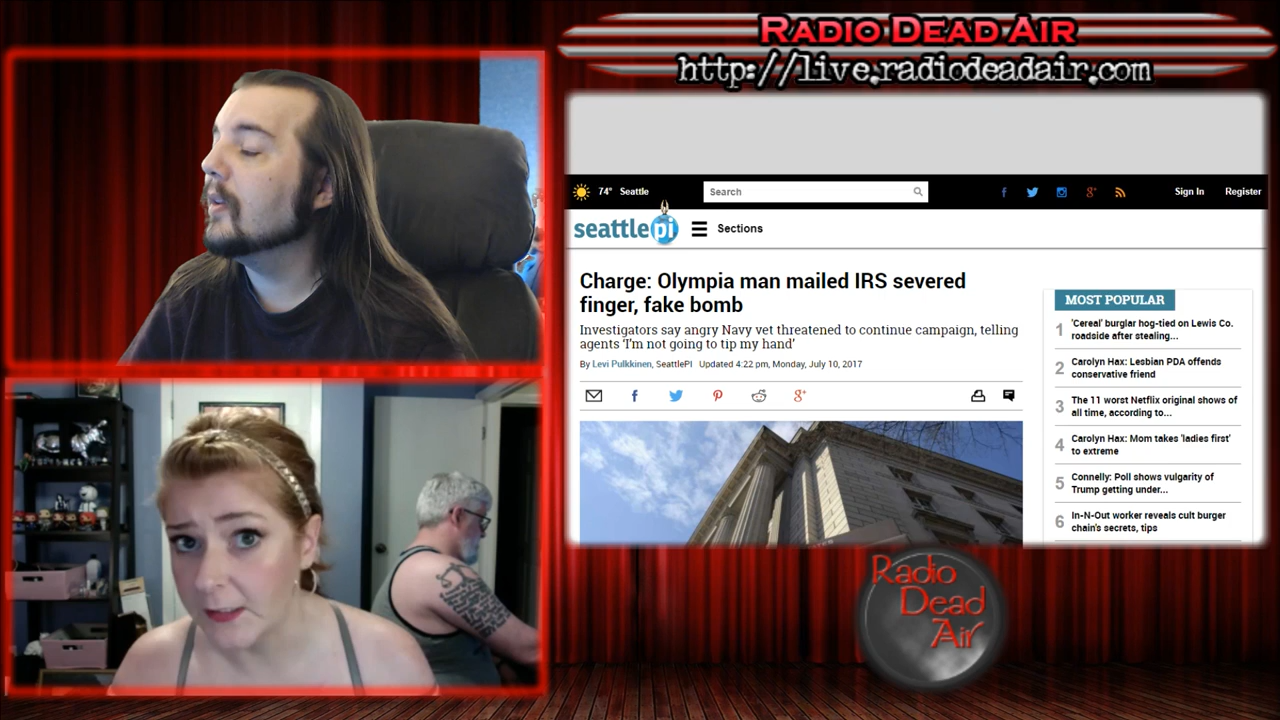 Radio Dead Air
http://live.radiodeadair.com
74° Seattle
Search
Sign In
Register
seattlepi
Sections
Charge: Olympia man mailed IRS severed
finger, fake bomb
Investigators say angry Navy vet threatened to continue campaign, telling
agents ‘I’m not going to tip my hand’
By Levi Pulkkinen, SeattlePI Updated 4:22 pm, Monday, July 10, 2017
MOST POPULAR
1 'Cereal' burglar hog-tied on Lewis Co.
roadside after stealing...
2 Carolyn Hax: Lesbian PDA offends
conservative friend
3 The 11 worst Netflix original shows of
all time, according to...
4 Carolyn Hax: Mom takes 'ladies first'
to extreme
5 Connelly: Poll shows vulgarity of
Trump getting under...
6 In-N-Out worker reveals cult burger
chain's secrets, tips
Radio
Dead
Air